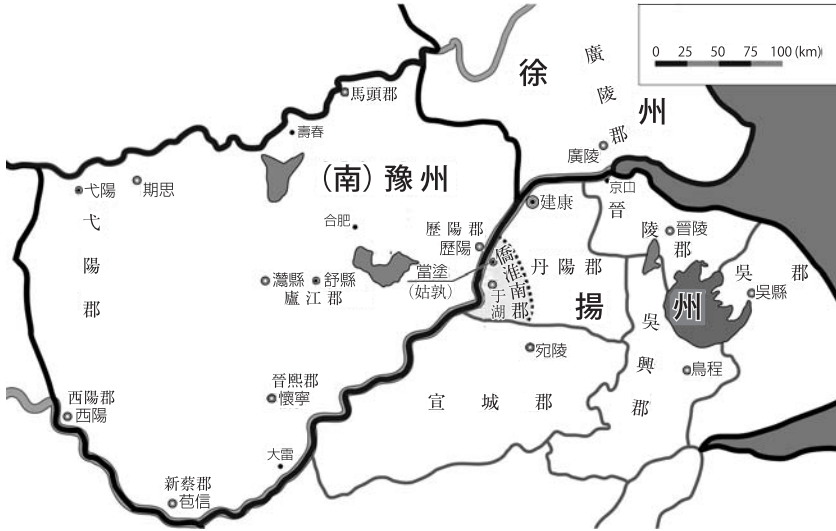 0 25 50 75 100 (km)
徐州
廣陵郡
廣陵
馬頭郡
壽春
(南)豫州
弋陽
期思
弋陽郡
合肥
歷陽郡
歷陽
建康
京口
晉陵郡
晉陵
吳郡
吳縣
當塗
(姑孰)
僑淮南郡
于湖
丹陽郡
揚州
灊縣
舒縣
廬江郡
宛陵
宣城郡
吳興郡
烏程
晉熙郡
懷寧
西陽郡
西陽
大雷
新蔡郡
苞信